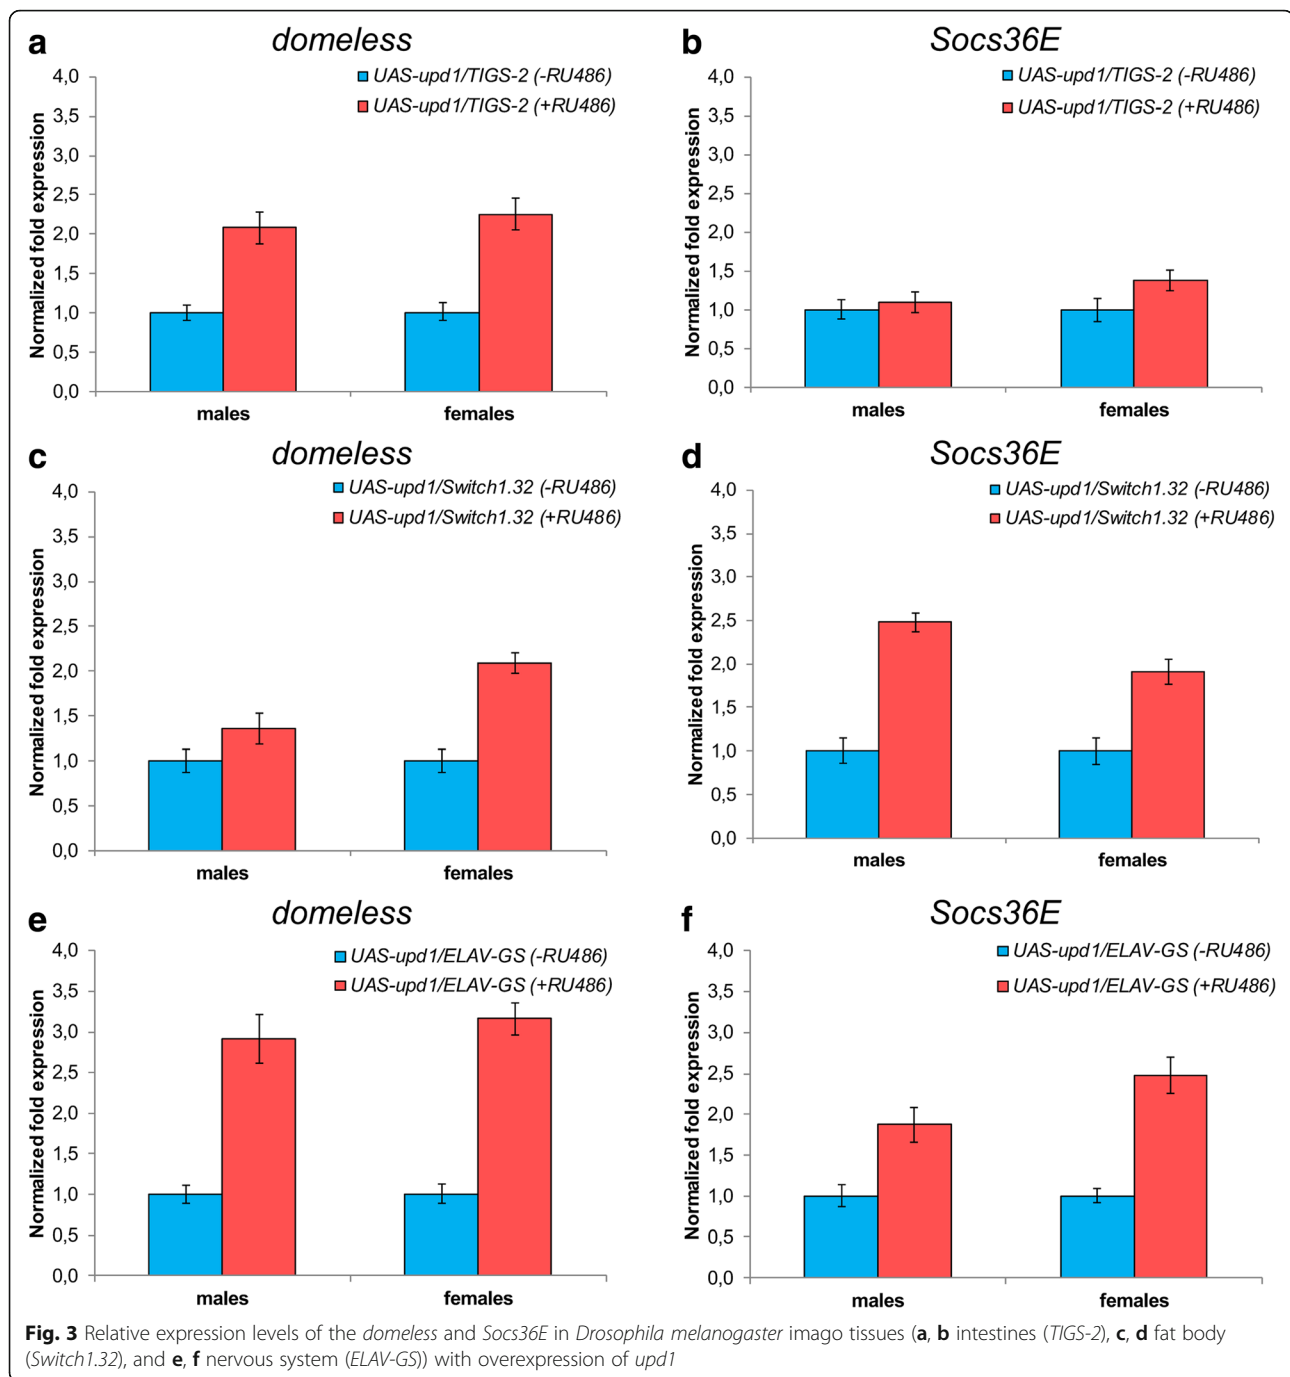 a
domeless
UAS-upd1/TIGS-2 (-RU486)
UAS-upd1/TIGS-2 (+RU486)
Normalized fold expression
4,0
3,5
3,0
2,5
2,0
1,5
1,0
0,5
0,0
males
females
b
Socs36E
UAS-upd1/TIGS-2 (-RU486)
UAS-upd1/TIGS-2 (+RU486)
Normalized fold expression
4,0
3,5
3,0
2,5
2,0
1,5
1,0
0,5
0,0
males
females
c
domeless
UAS-upd1/Switch1.32 (-RU486)
UAS-upd1/Switch1.32 (+RU486)
Normalized fold expression
4,0
3,5
3,0
2,5
2,0
1,5
1,0
0,5
0,0
males
females
d
Socs36E
UAS-upd1/Switch1.32 (-RU486)
UAS-upd1/Switch1.32 (+RU486)
Normalized fold expression
4,0
3,5
3,0
2,5
2,0
1,5
1,0
0,5
0,0
males
females
e
domeless
UAS-upd1/ELAV-GS (-RU486)
UAS-upd1/ELAV-GS (+RU486)
Normalized fold expression
4,0
3,5
3,0
2,5
2,0
1,5
1,0
0,5
0,0
males
females
f
Socs36E
UAS-upd1/ELAV-GS (-RU486)
UAS-upd1/ELAV-GS (+RU486)
Normalized fold expression
4,0
3,5
3,0
2,5
2,0
1,5
1,0
0,5
0,0
males
females
Fig. 3 Relative expression levels of the domeless and Socs36E in Drosophila melanogaster imago tissues (a, b intestines (TIGS-2), c, d fat body
(Switch1.32), and e, f nervous system (ELAV-GS)) with overexpression of upd1